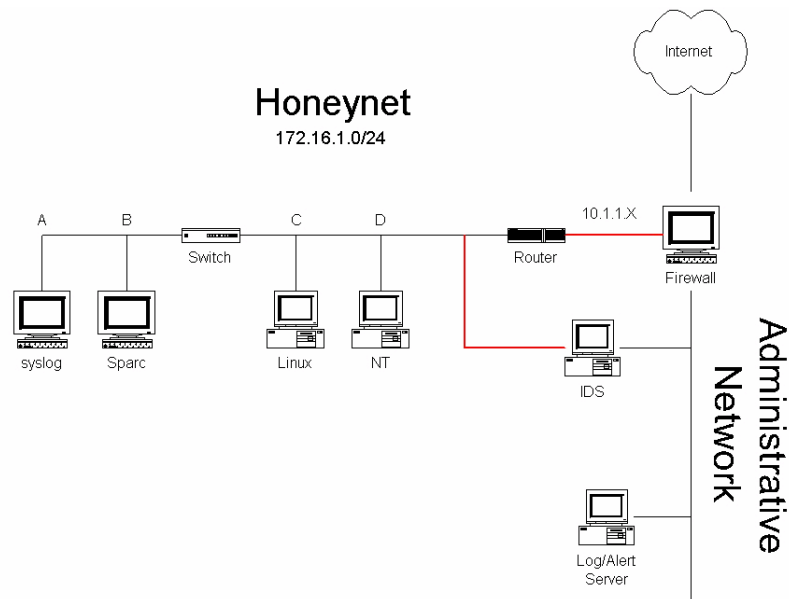 Internet
Honeynet
172.16.1.0/24
A
B
C
D
10.1.1.X
Switch
Router
Firewall
syslog
Sparc
Linux
NT
IDS
Administrative
Network
Log/Alert
Server